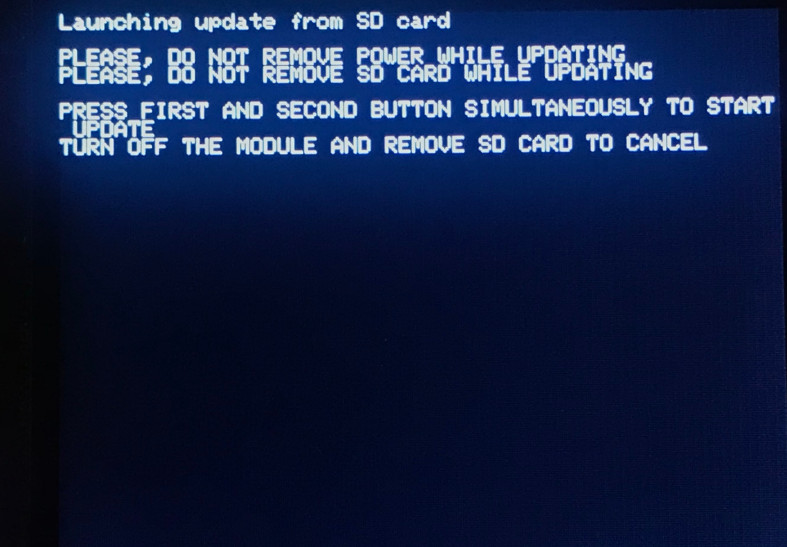 Launching update from SD card
PLEASE, DO NOT REMOVE POWER WHILE UPDATING
PLEASE, DO NOT REMOVE SD CARD WHILE UPDATING
PRESS FIRST AND SECOND BUTTON SIMULTANEOUSLY TO START
UPDATE
TURN OFF THE MODULE AND REMOVE SD CARD TO CANCEL